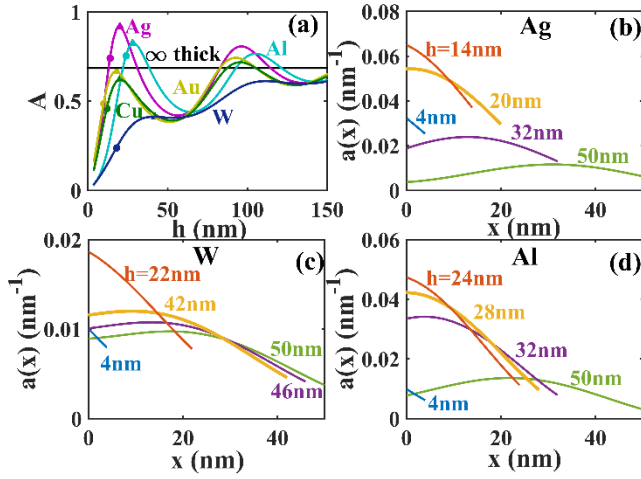 (a)
Ag
∞ thick
Al
Au
Cu
W
A
1
0.5
0
0
50
100
150
h (nm)
Ag
(b)
0.08
0.06
0.04
0.02
0
a(x) (nm⁻¹)
h=14nm
20nm
4nm
32nm
50nm
0
20
40
x (nm)
W
(c)
0.02
0.01
0
a(x) (nm⁻¹)
h=22nm
42nm
50nm
4nm
46nm
0
20
40
x (nm)
Al
(d)
0.06
0.04
0.02
0
a(x) (nm⁻¹)
h=24nm
28nm
32nm
50nm
4nm
0
20
40
x (nm)